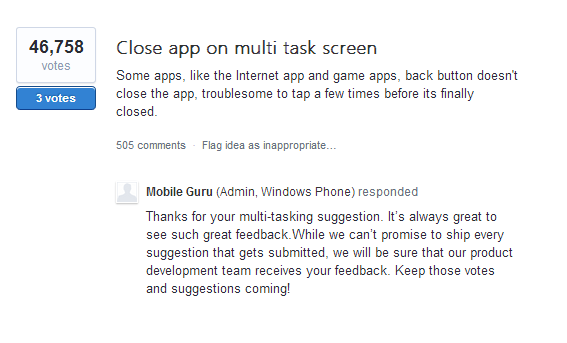 46,758
votes
3 votes
Close app on multi task screen
Some apps, like the Internet app and game apps, back button doesn't
close the app, troublesome to tap a few times before its finally
closed.
505 comments · Flag idea as inappropriate...
Mobile Guru (Admin, Windows Phone) responded
Thanks for your multi-tasking suggestion. It's always great to
see such great feedback.While we can't promise to ship every
suggestion that gets submitted, we will be sure that our product
development team receives your feedback. Keep those votes
and suggestions coming!